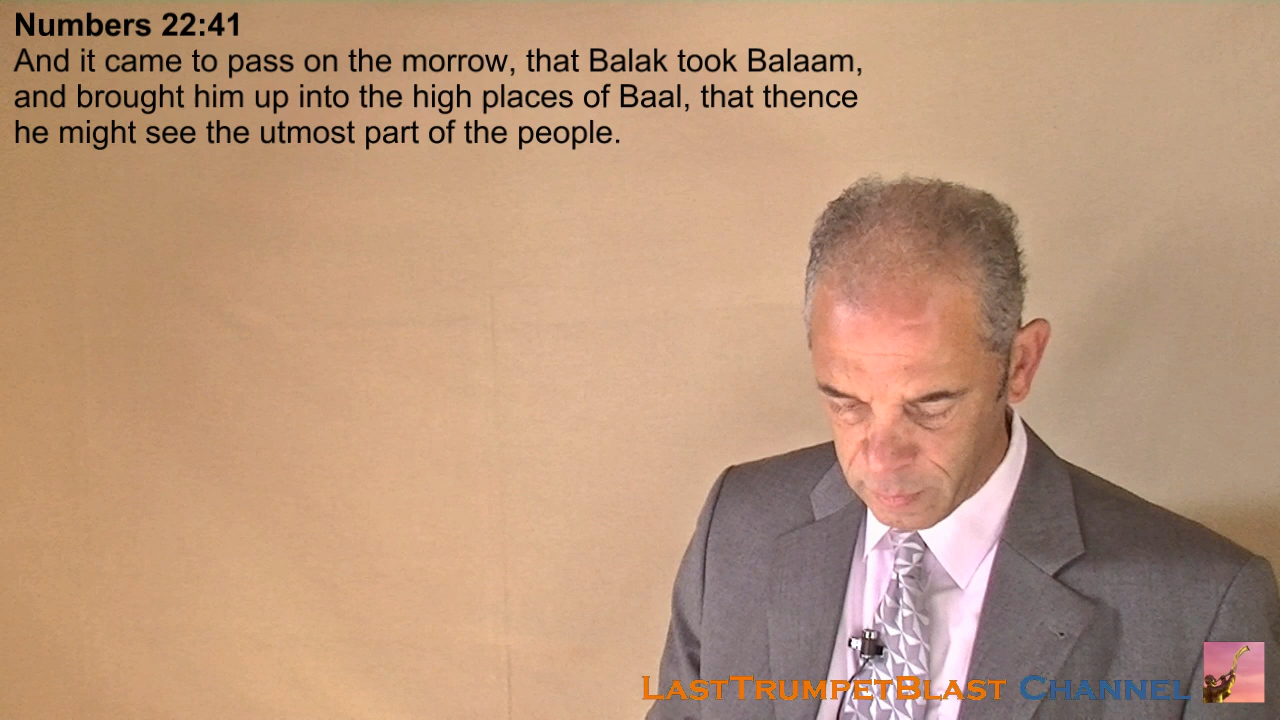 Numbers 22:41
And it came to pass on the morrow, that Balak took Balaam,
and brought him up into the high places of Baal, that thence
he might see the utmost part of the people.
LastTrumpetBlast Channel